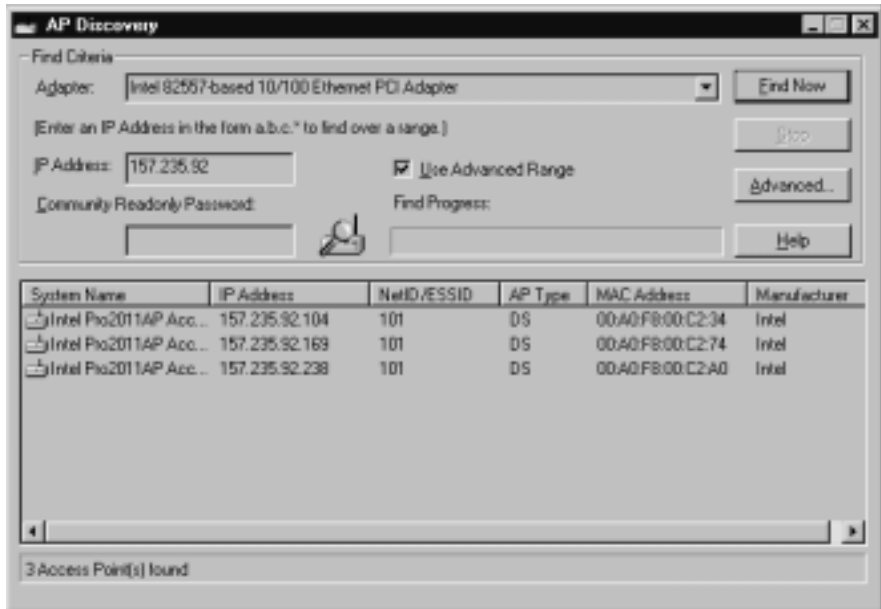 AP Discovery
Find Criteria
Adapter: Intel 82557-based 10/100 Ethernet PCI Adapter Find Now
(Enter an IP Address in the form a.b.c.* to find over a range.) Stop
IP Address: 157.235.92 Use Advanced Range
Advanced...
Community Readonly Password: Find Progress:
Help
System Name IP Address NetID/ESSID AP Type MAC Address Manufacturer
Intel Pro2011AP Acc... 157.235.92.104 101 DS 00:A0:F8:00:C2:34 Intel
Intel Pro2011AP Acc... 157.235.92.169 101 DS 00:A0:F8:00:C2:74 Intel
Intel Pro2011AP Acc... 157.235.92.238 101 DS 00:A0:F8:00:C2:A0 Intel
3 Access Point(s) found